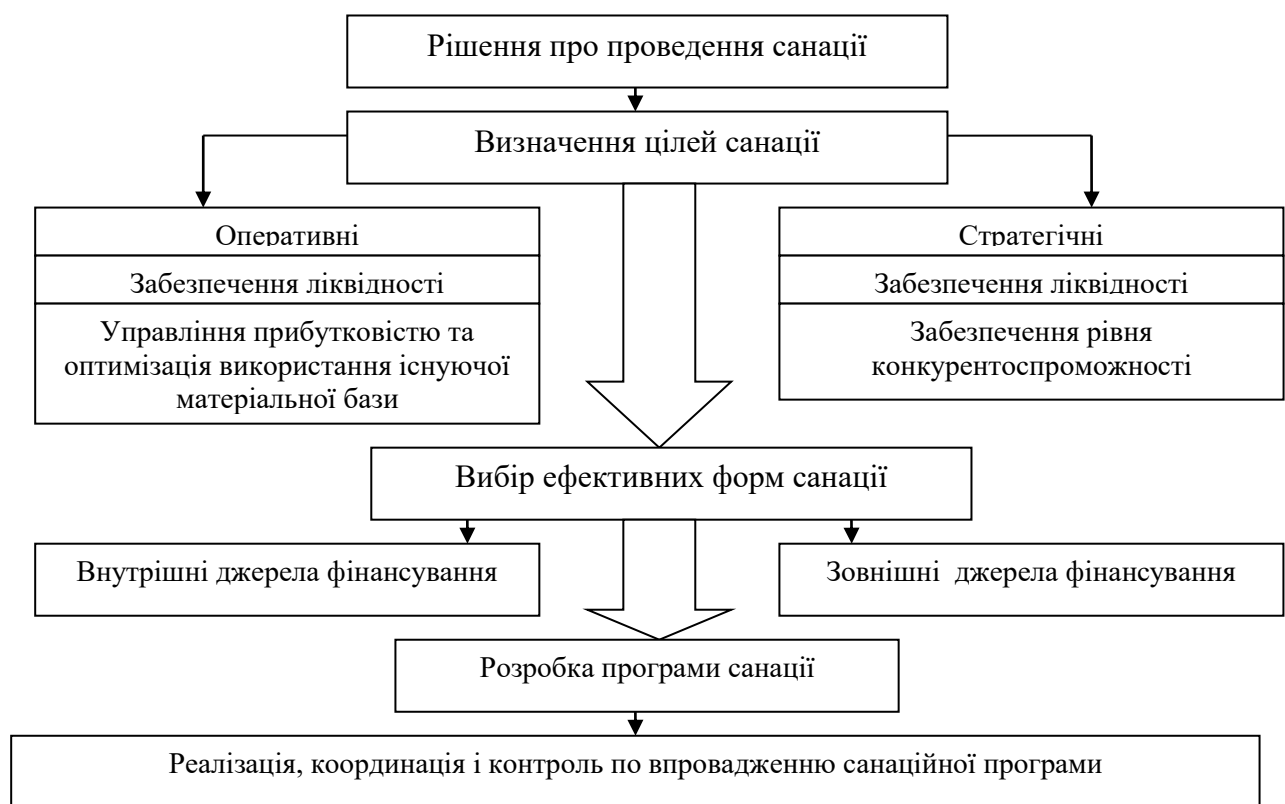 Рішення про проведення санації
Визначення цілей санації
Оперативні
Забезпечення ліквідності
Управління прибутковістю та
оптимізація використання існуючої
матеріальної бази
Стратегічні
Забезпечення ліквідності
Забезпечення рівня
конкурентоспроможності
Вибір ефективних форм санації
Внутрішні джерела фінансування
Зовнішні джерела фінансування
Розробка програми санації
Реалізація, координація і контроль по впровадженню санаційної програми